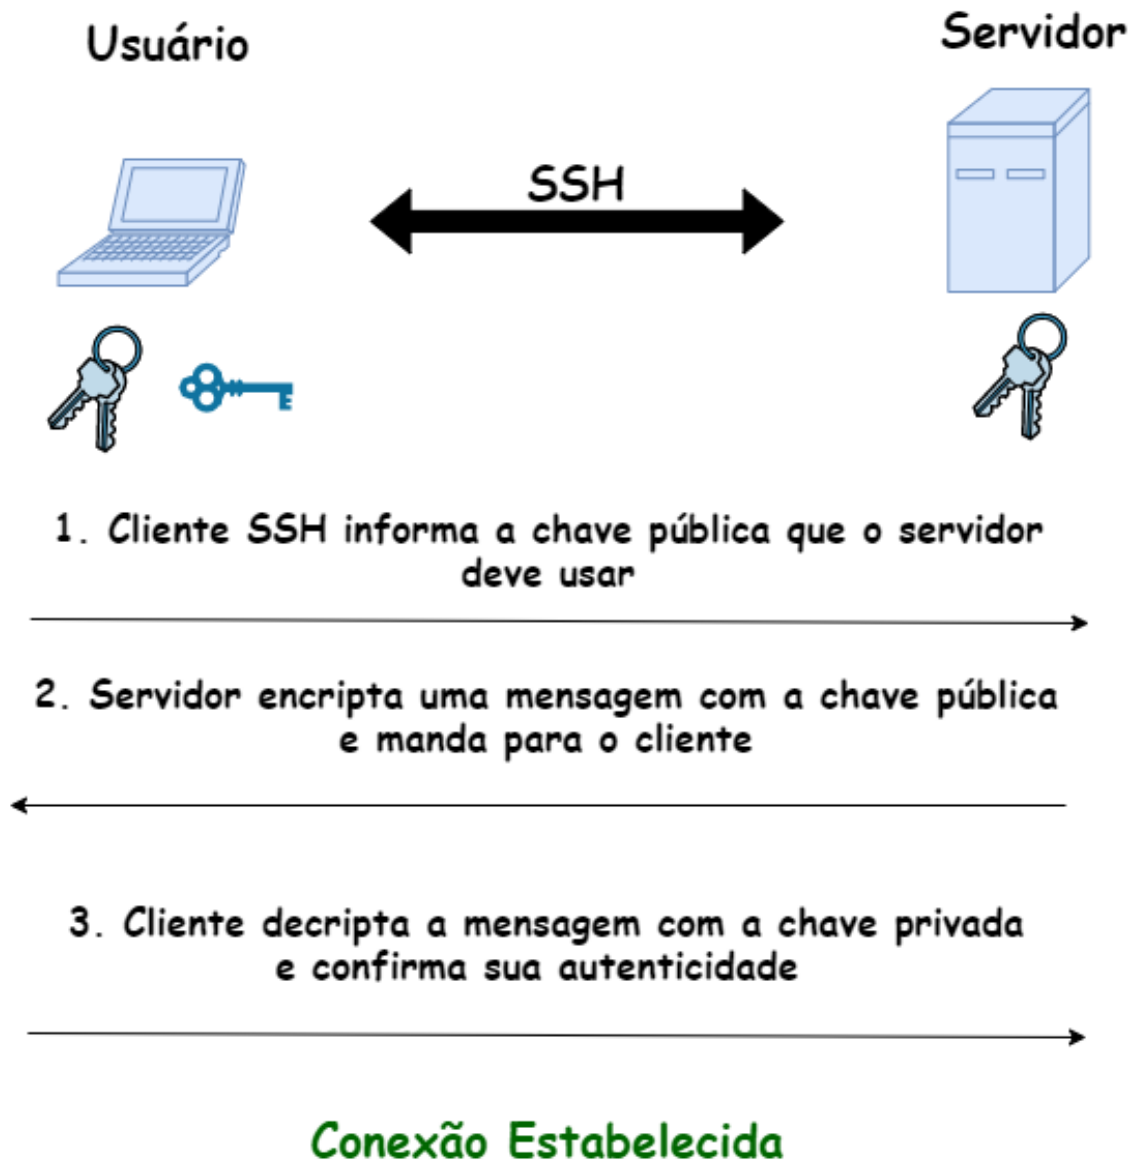 Usuário
Servidor
SSH
1. Cliente SSH informa a chave pública que o servidor
deve usar
2. Servidor encripta uma mensagem com a chave pública
e manda para o cliente
3. Cliente decripta a mensagem com a chave privada
e confirma sua autenticidade
Conexão Estabelecida